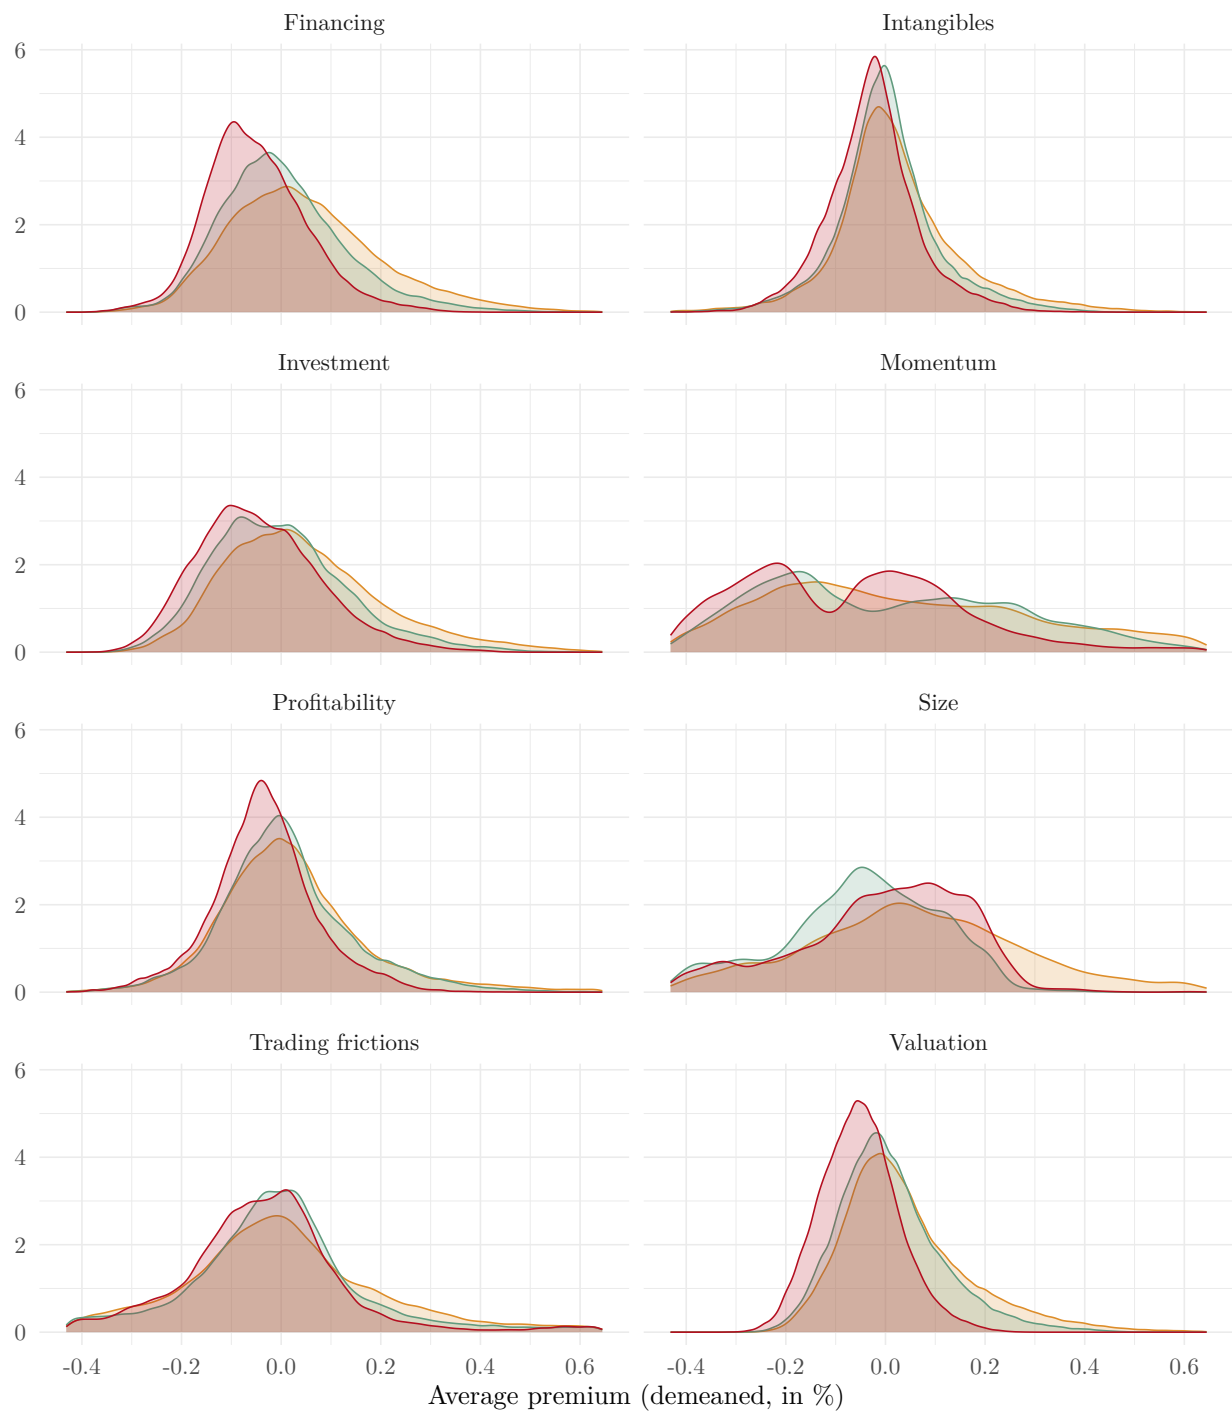 Financing
Intangibles
6
4
2
0
Investment
Momentum
6
4
2
0
Profitability
Size
6
4
2
0
Trading frictions
Valuation
6
4
2
0
-0.4 -0.2 0.0 0.2 0.4 0.6
-0.4 -0.2 0.0 0.2 0.4 0.6
Average premium (demeaned, in %)